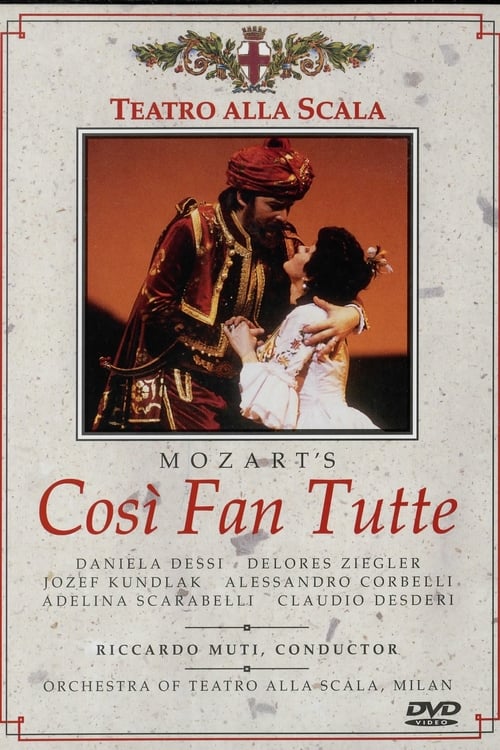 TEATRO ALLA SCALA
MOZART'S
Così Fan Tutte
DANIELA DESSI DELORES ZIEGLER
JOZEF KUNDLAK ALESSANDRO CORBELLI
ADELINA SCARABELLI CLAUDIO DESDERI
RICCARDO MUTI, CONDUCTOR
ORCHESTRA OF TEATRO ALLA SCALA, MILAN
DVD
VIDEO